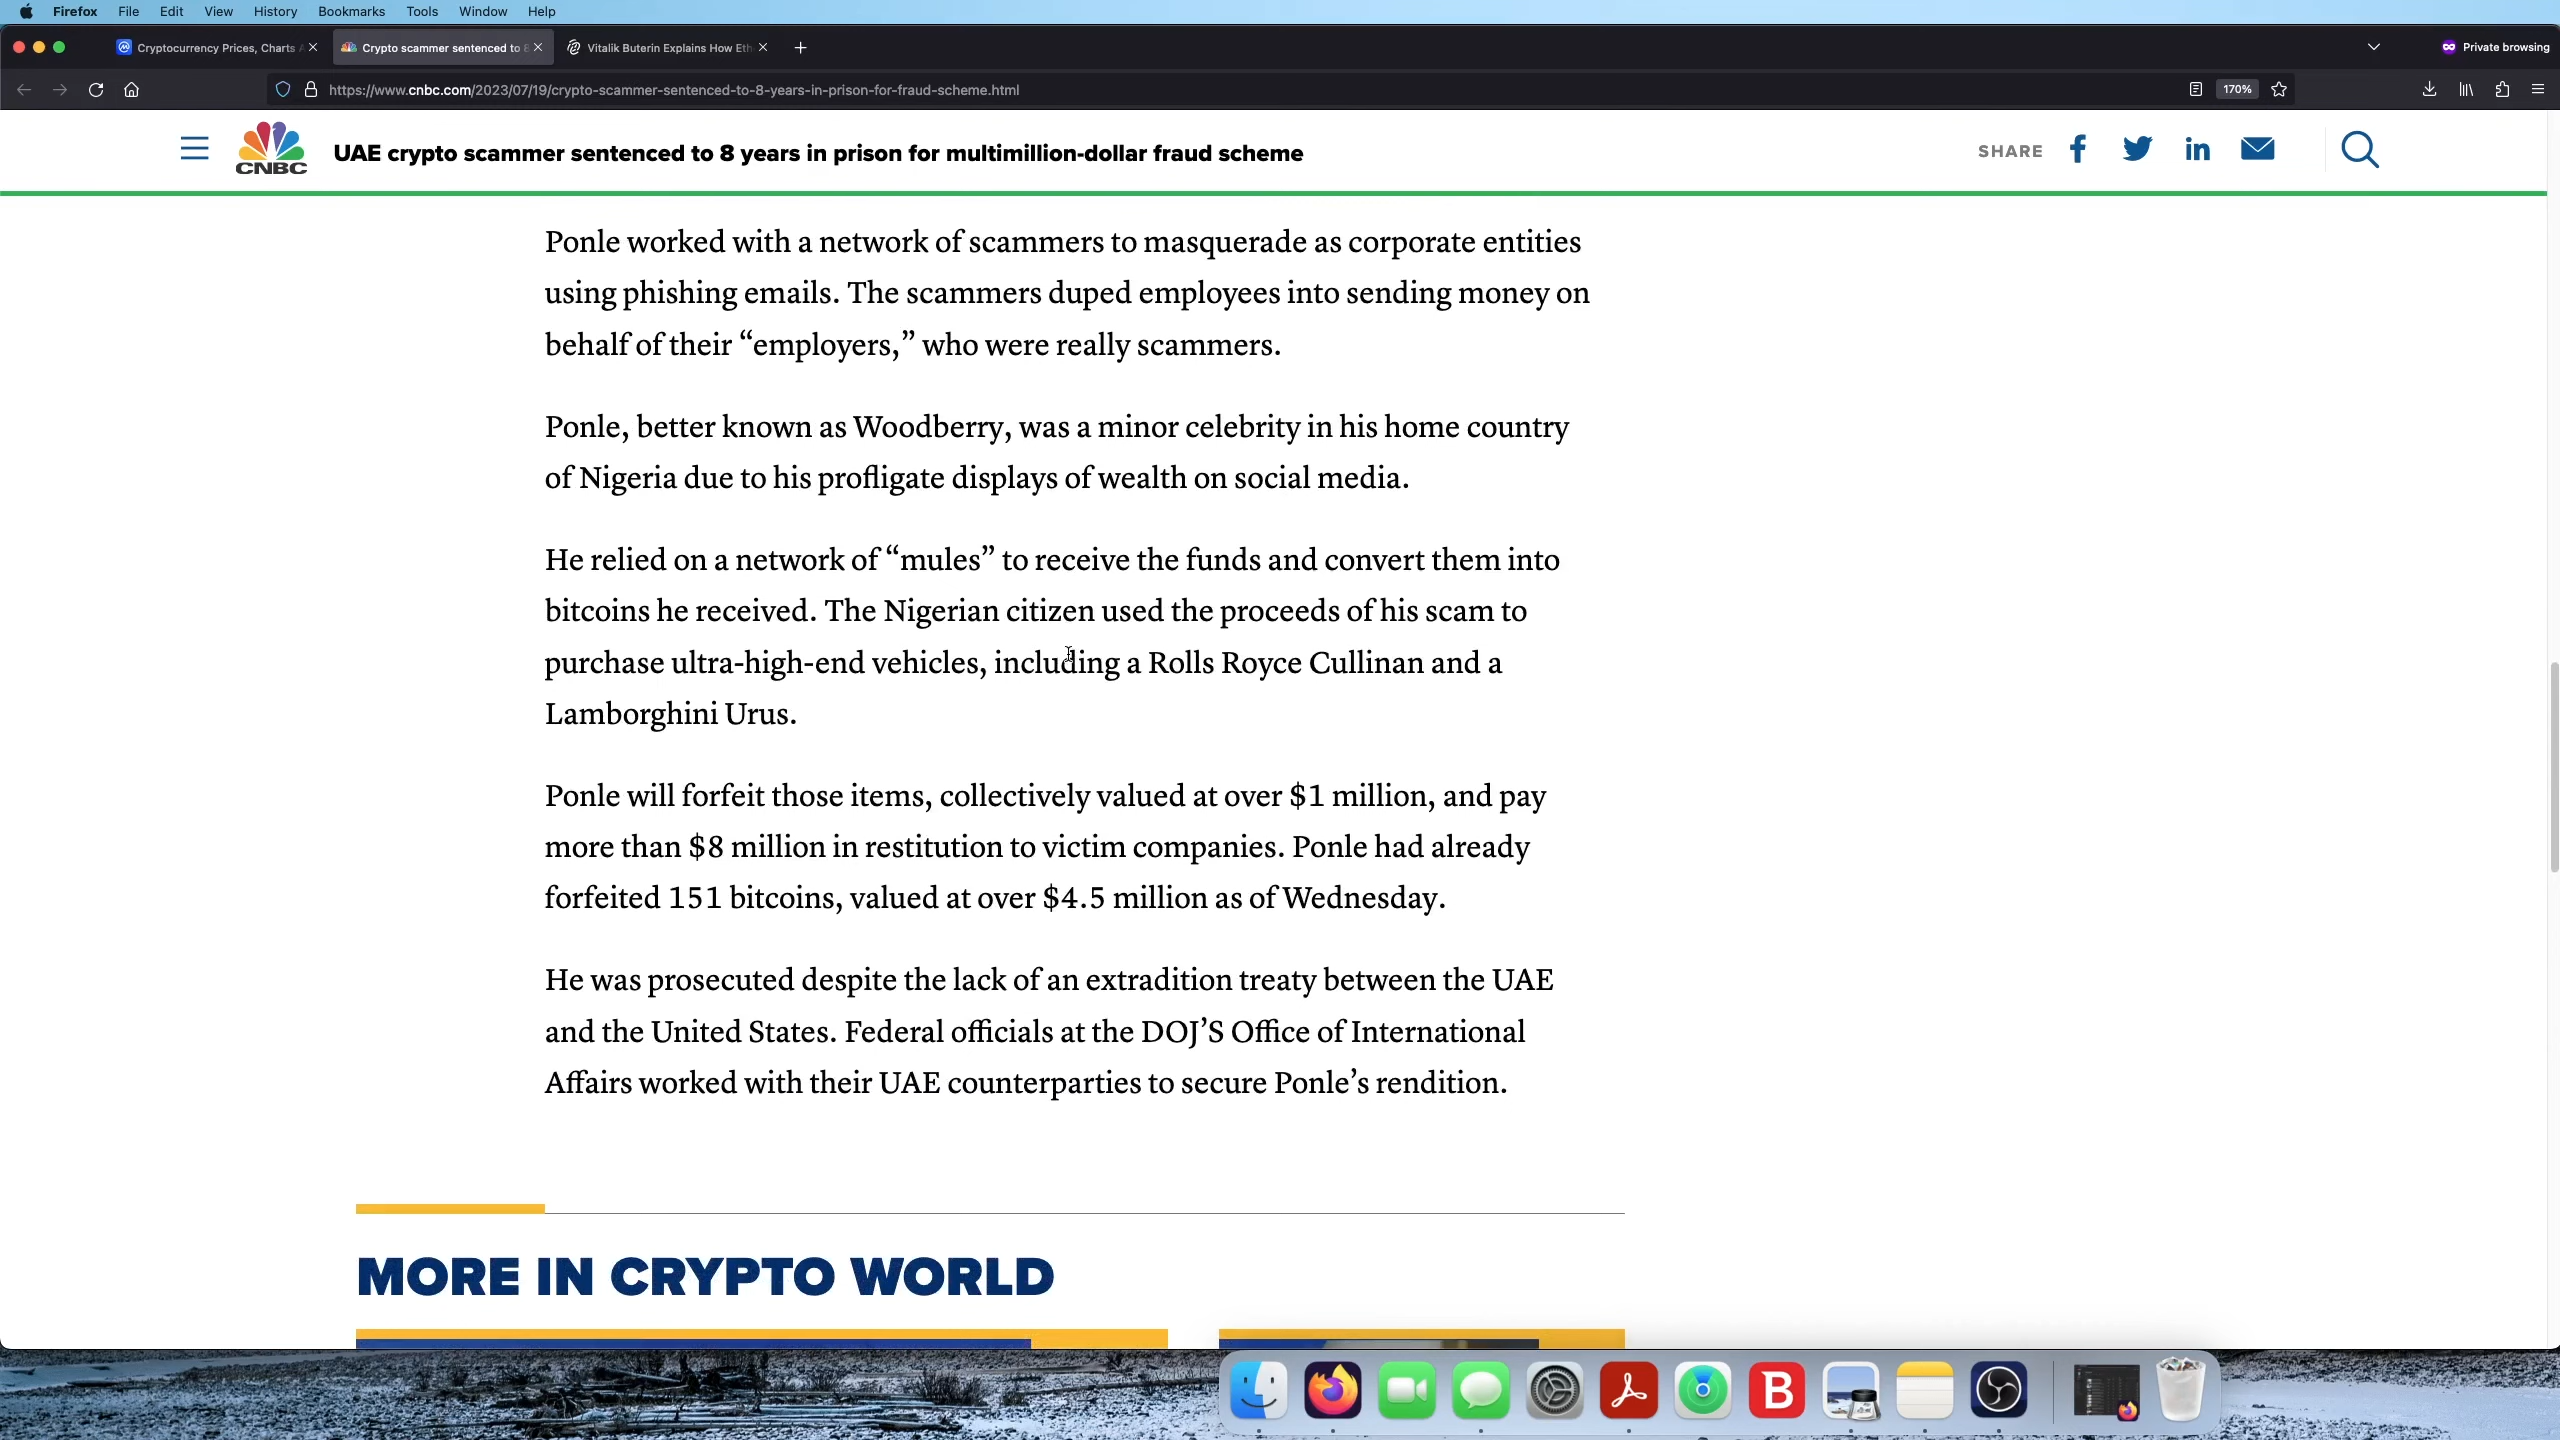 Firefox File Edit View History Bookmarks Tools Window Help
Cryptocurrency Prices, Charts A
Crypto scammer sentenced to 8
Vitalik Buterin Explains How Eth
Private browsing
https://www.cnbc.com/2023/07/19/crypto-scammer-sentenced-to-8-years-in-prison-for-fraud-scheme.html
170%
CNBC
UAE crypto scammer sentenced to 8 years in prison for multimillion-dollar fraud scheme
SHARE
Ponle worked with a network of scammers to masquerade as corporate entities
using phishing emails. The scammers duped employees into sending money on
behalf of their “employers,” who were really scammers.
Ponle, better known as Woodberry, was a minor celebrity in his home country
of Nigeria due to his profligate displays of wealth on social media.
He relied on a network of “mules” to receive the funds and convert them into
bitcoins he received. The Nigerian citizen used the proceeds of his scam to
purchase ultra-high-end vehicles, including a Rolls Royce Cullinan and a
Lamborghini Urus.
Ponle will forfeit those items, collectively valued at over $1 million, and pay
more than $8 million in restitution to victim companies. Ponle had already
forfeited 151 bitcoins, valued at over $4.5 million as of Wednesday.
He was prosecuted despite the lack of an extradition treaty between the UAE
and the United States. Federal officials at the DOJ’S Office of International
Affairs worked with their UAE counterparties to secure Ponle’s rendition.
MORE IN CRYPTO WORLD
B